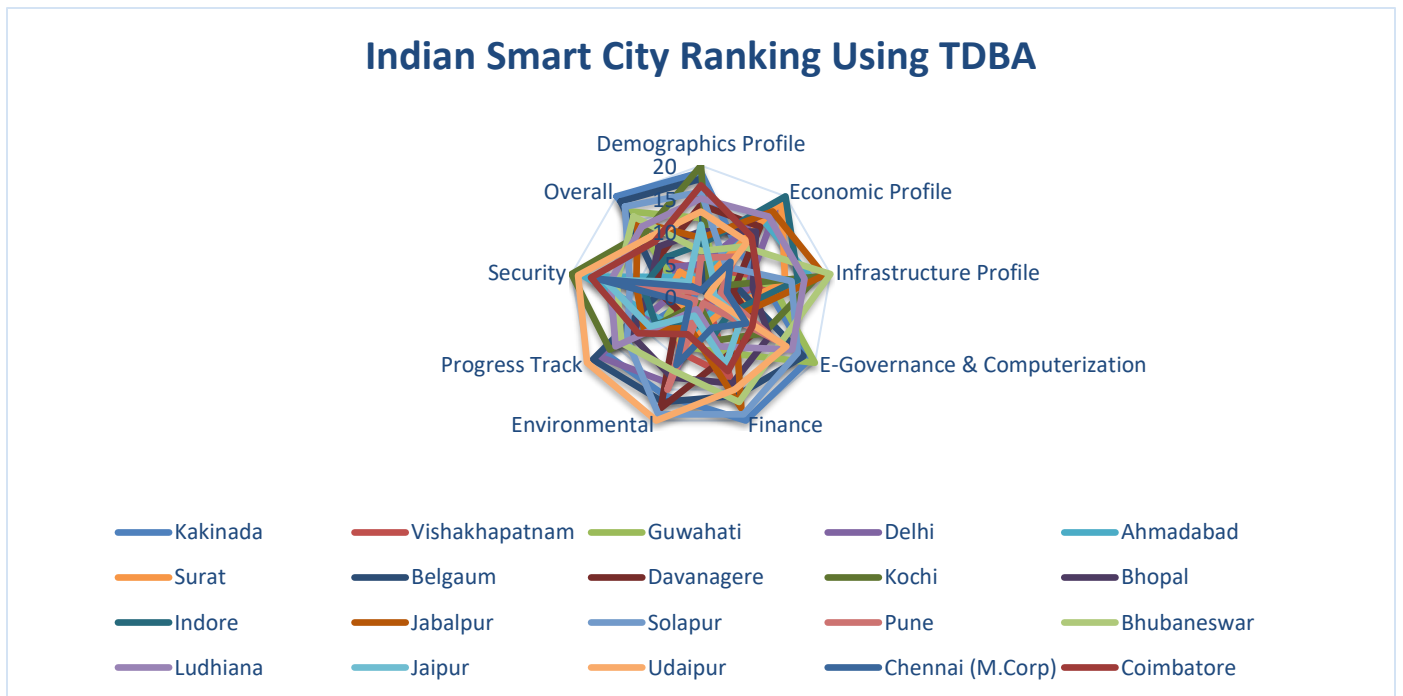 Indian Smart City Ranking Using TDBA
Demographics Profile
20
Overall
15
Economic Profile
10
5
Security
0
Infrastructure Profile
Progress Track
E-Governance & Computerization
Environmental
Finance
Kakinada
Vishakhapatnam
Guwahati
Delhi
Ahmadabad
Surat
Belgaum
Davanagere
Kochi
Bhopal
Indore
Jabalpur
Solapur
Pune
Bhubaneswar
Ludhiana
Jaipur
Udaipur
Chennai (M.Corp)
Coimbatore